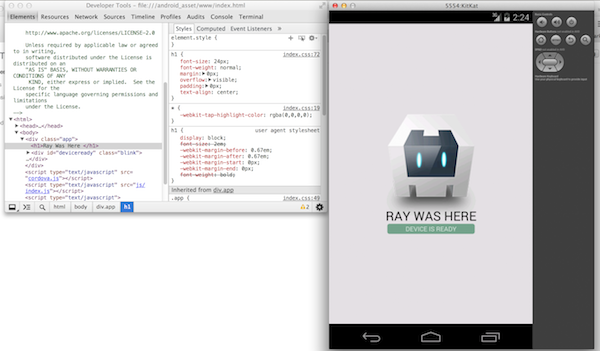 Developer Tools - file:///android_asset/www/index.html
Elements Resources Network Sources Timeline Profiles Audits Console Terminal
http://www.apache.org/licenses/LICENSE-2.0
Unless required by applicable law or agreed
to in writing,
software distributed under the License is
distributed on an
"AS IS" BASIS, WITHOUT WARRANTIES OR
CONDITIONS OF ANY
KIND, either express or implied. See the
License for the
specific language governing permissions and
limitations
under the License.
-->
<html>
<head>…</head>
<body>
<div class="app">
<h1>Ray Was Here </h1>
<div id="deviceready" class="blink">
…</div>
</div>
<script type="text/javascript" src=
"cordova.js"></script>
<script type="text/javascript" src="js/
index.js"></script>
<script type="text/javascript">
html body div.app h1
Styles Computed Event Listeners »
element.style {
}
h1 { index.css:72
font-size: 24px;
font-weight: normal;
margin: 0px;
overflow: visible;
padding: 0px;
text-align: center;
}
* { index.css:19
-webkit-tap-highlight-color: rgba(0,0,0,0);
}
h1 { user agent stylesheet
display: block;
font-size: 2em;
-webkit-margin-before: 0.67em;
-webkit-margin-after: 0.67em;
-webkit-margin-start: 0px;
-webkit-margin-end: 0px;
font-weight: bold;
}
Inherited from div.app
.app { index.css:49
2
5554:KitKat
2:24
RAY WAS HERE
DEVICE IS READY